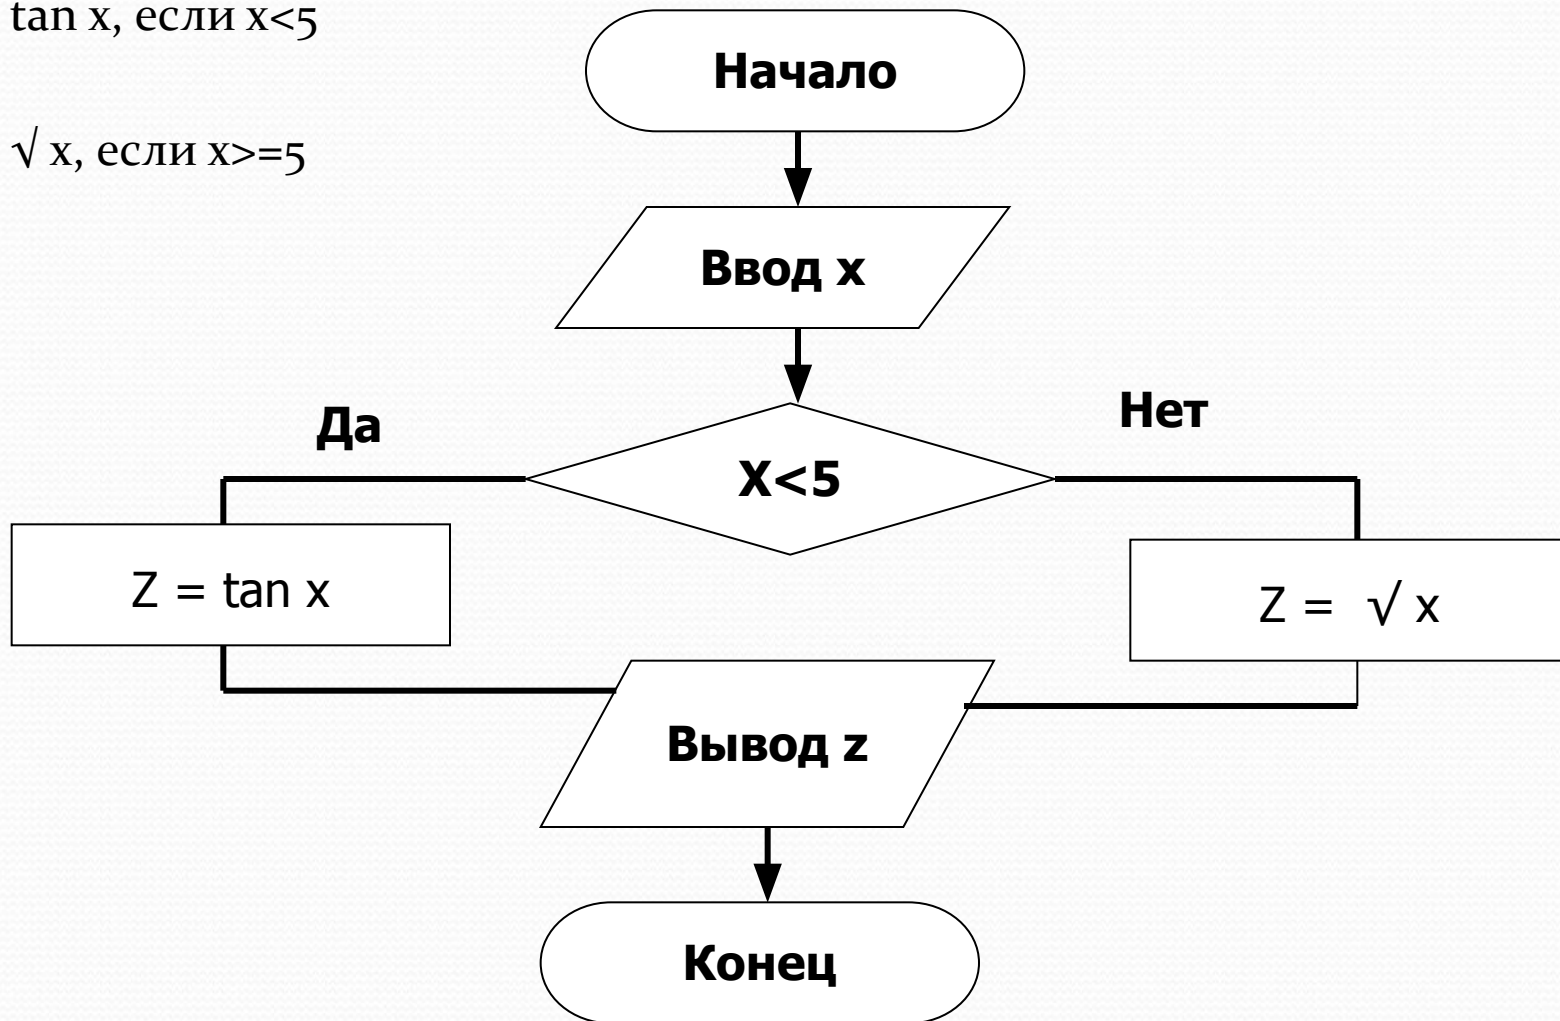 tan x, если x<5
√ x, если x>=5
Начало
Ввод x
Да
Нет
X<5
Z = tan x
Z = √ x
Вывод z
Конец